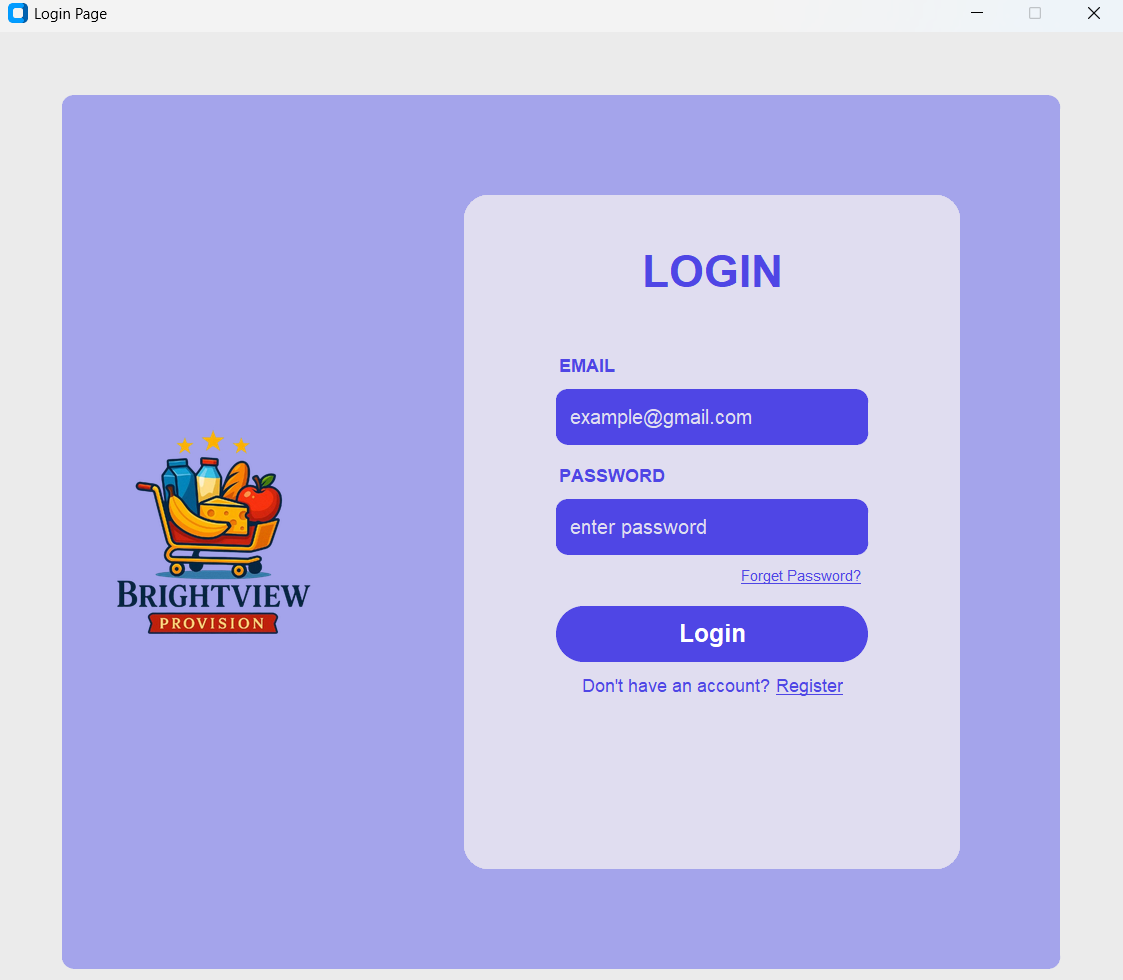 Login Page
LOGIN
EMAIL
example@gmail.com
PASSWORD
enter password
Forget Password?
Login
Don't have an account? Register
BRIGHTVIEW
PROVISION